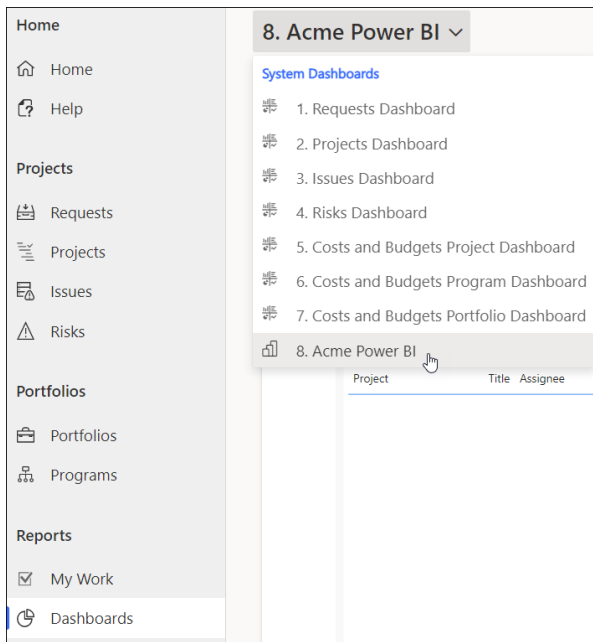 Home
Home
Help
Projects
Requests
Projects
Issues
Risks
Portfolios
Portfolios
Programs
Reports
My Work
Dashboards
8. Acme Power BI
System Dashboards
1. Requests Dashboard
2. Projects Dashboard
3. Issues Dashboard
4. Risks Dashboard
5. Costs and Budgets Project Dashboard
6. Costs and Budgets Program Dashboard
7. Costs and Budgets Portfolio Dashboard
8. Acme Power BI
Project Title Assignee